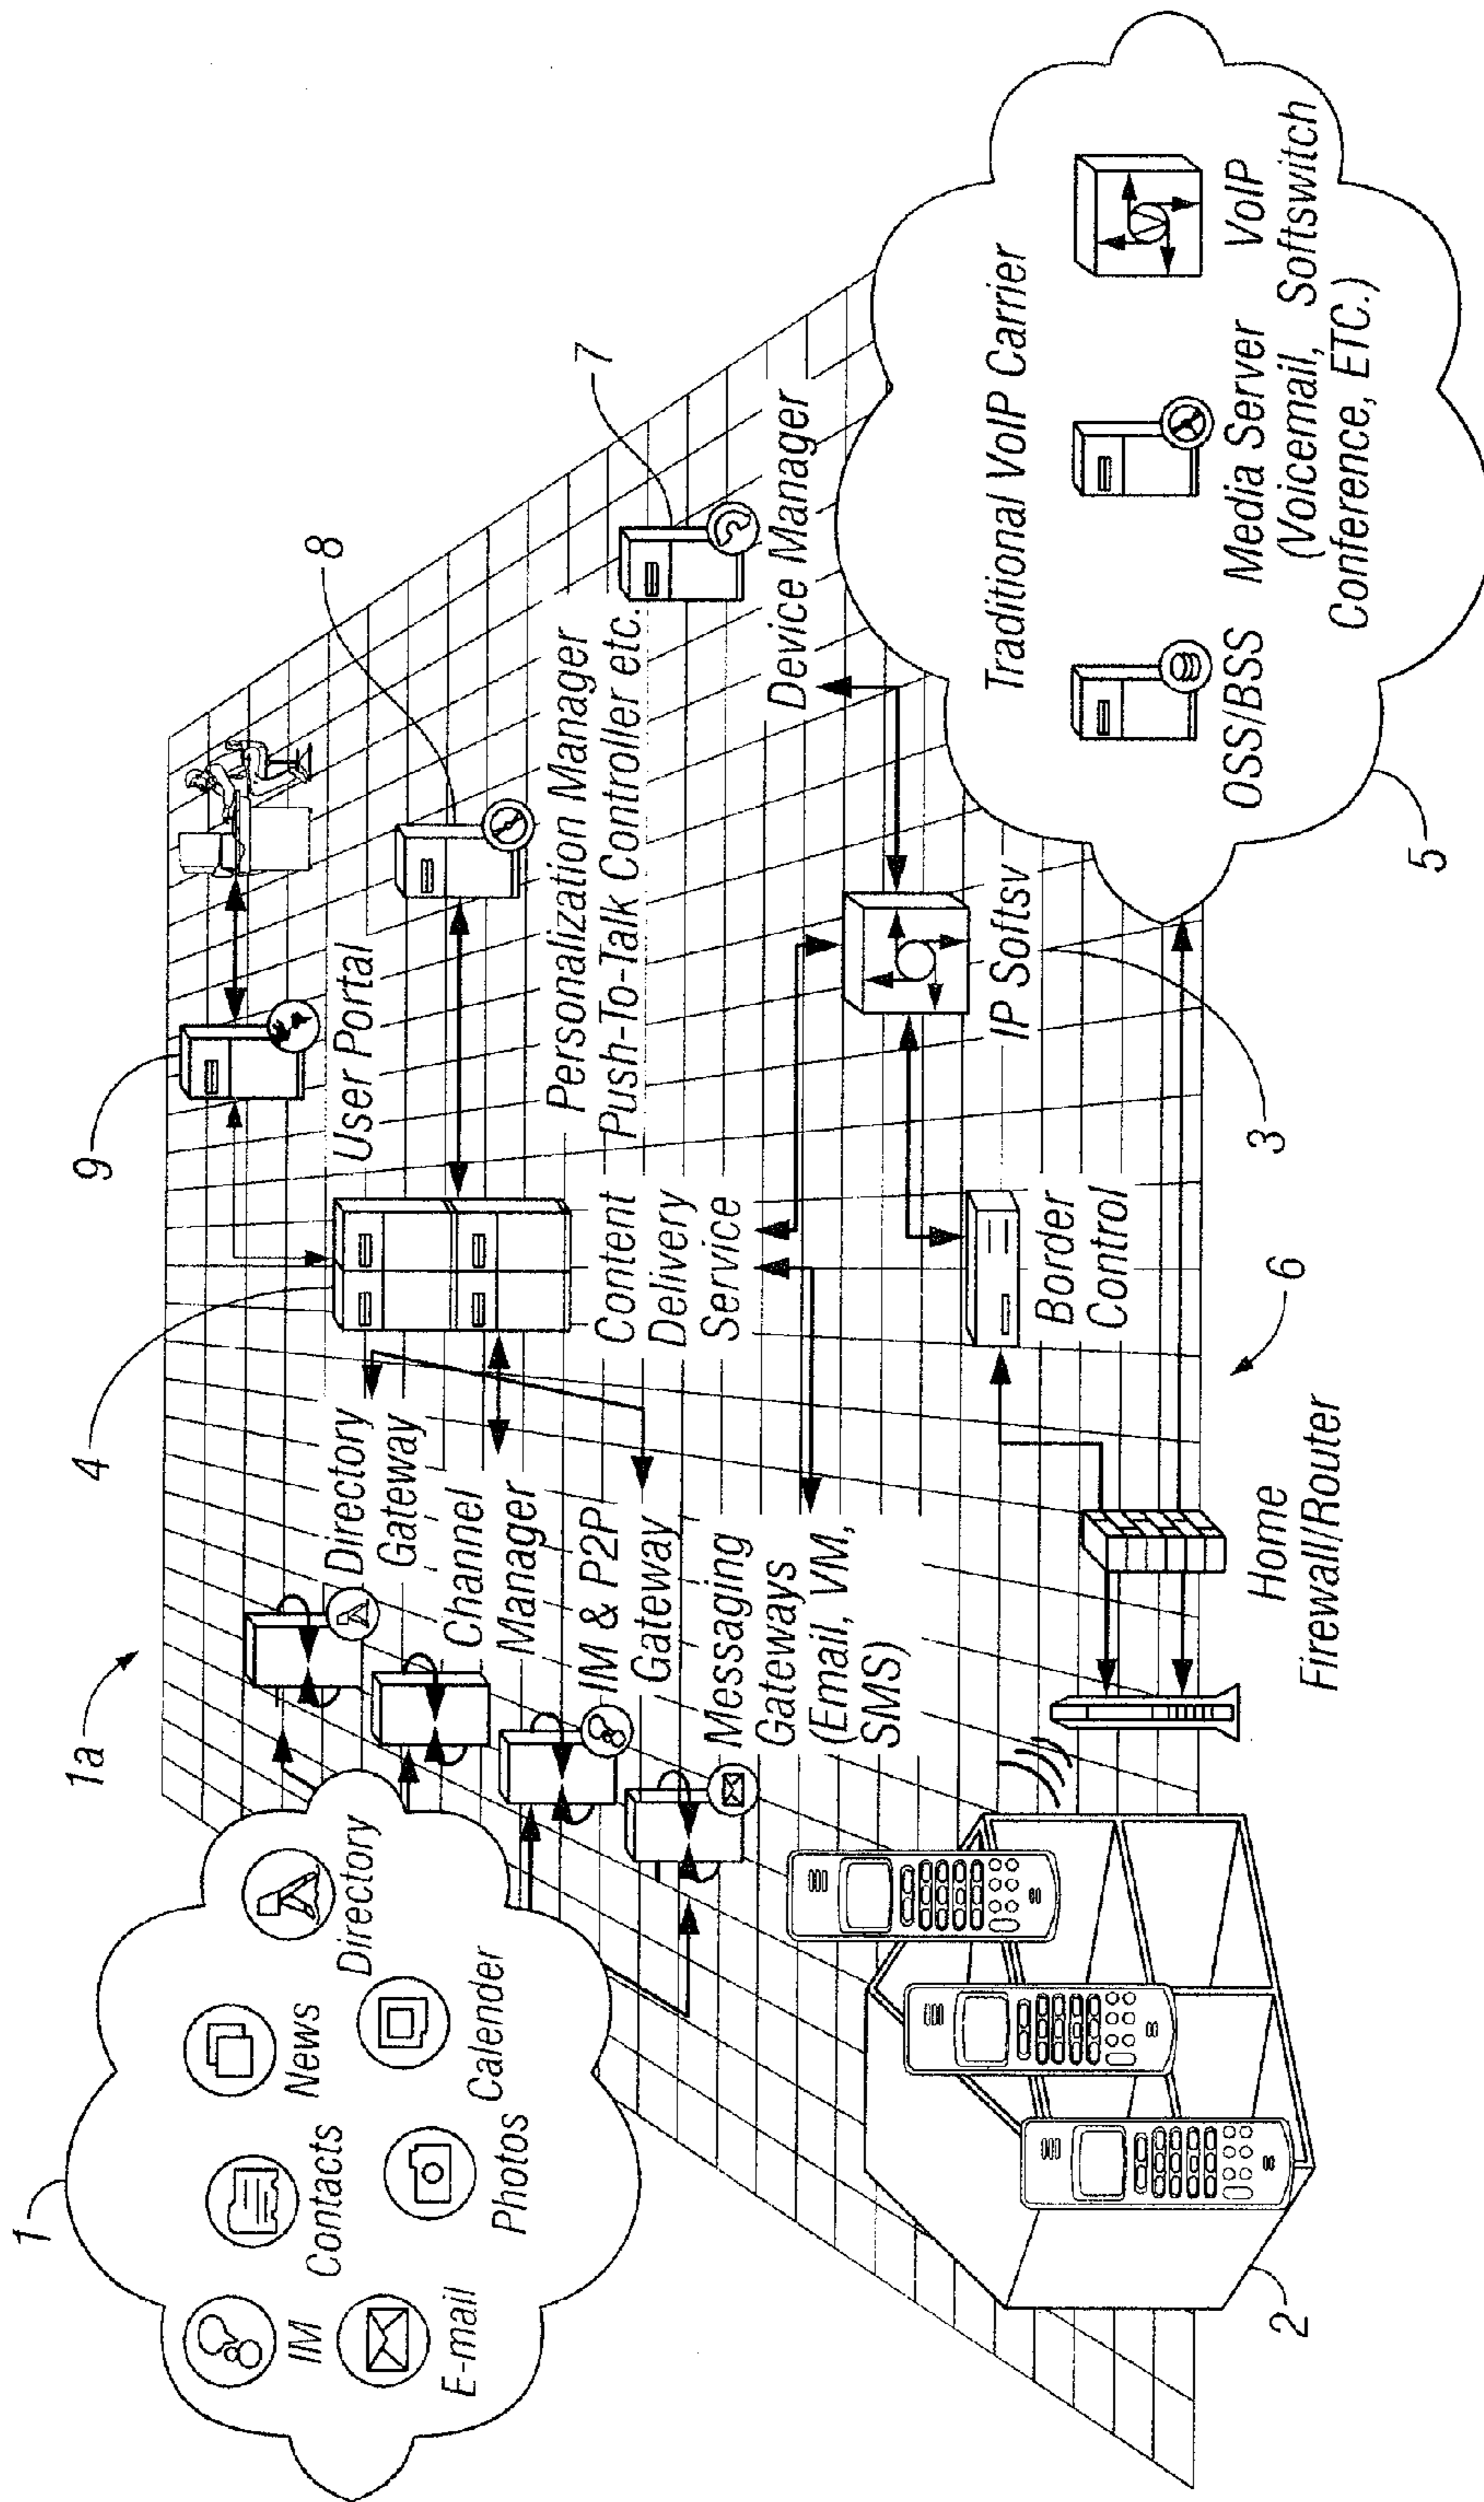 1
IM
Contacts
News
Directory
E-mail
Photos
Calender
1a
Directory
Gateway
Channel
Manager
IM & P2P
Gateway
Messaging
Gateways
(Email, VM,
SMS)
4
Content
Delivery
Service
9
User Portal
8
Personalization Manager
Push-To-Talk Controller etc.
7
Device Manager
IP Softsv
3
Border
Control
6
Home
Firewall/Router
2
Traditional VoIP Carrier
OSS/BSS
Media Server
(Voicemail,
Conference, ETC.)
VoIP
Softswitch
5